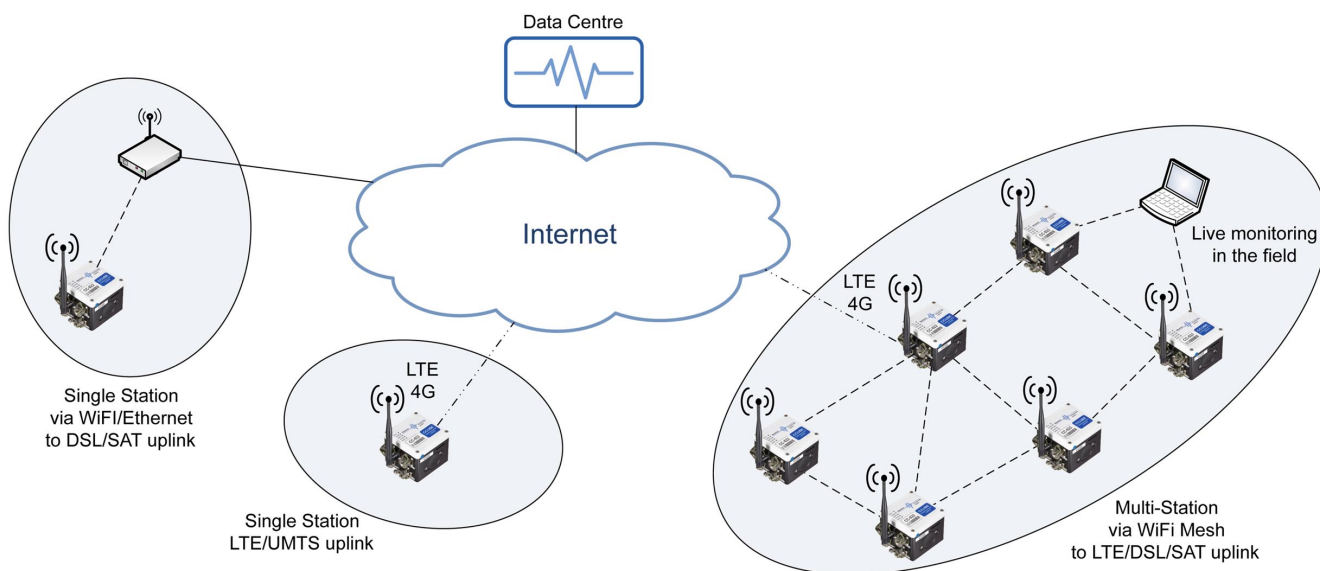 Data Centre
Internet
Single Station
via WiFI/Ethernet
to DSL/SAT uplink
LTE
4G
Single Station
LTE/UMTS uplink
LTE
4G
Live monitoring
in the field
Multi-Station
via WiFi Mesh
to LTE/DSL/SAT uplink